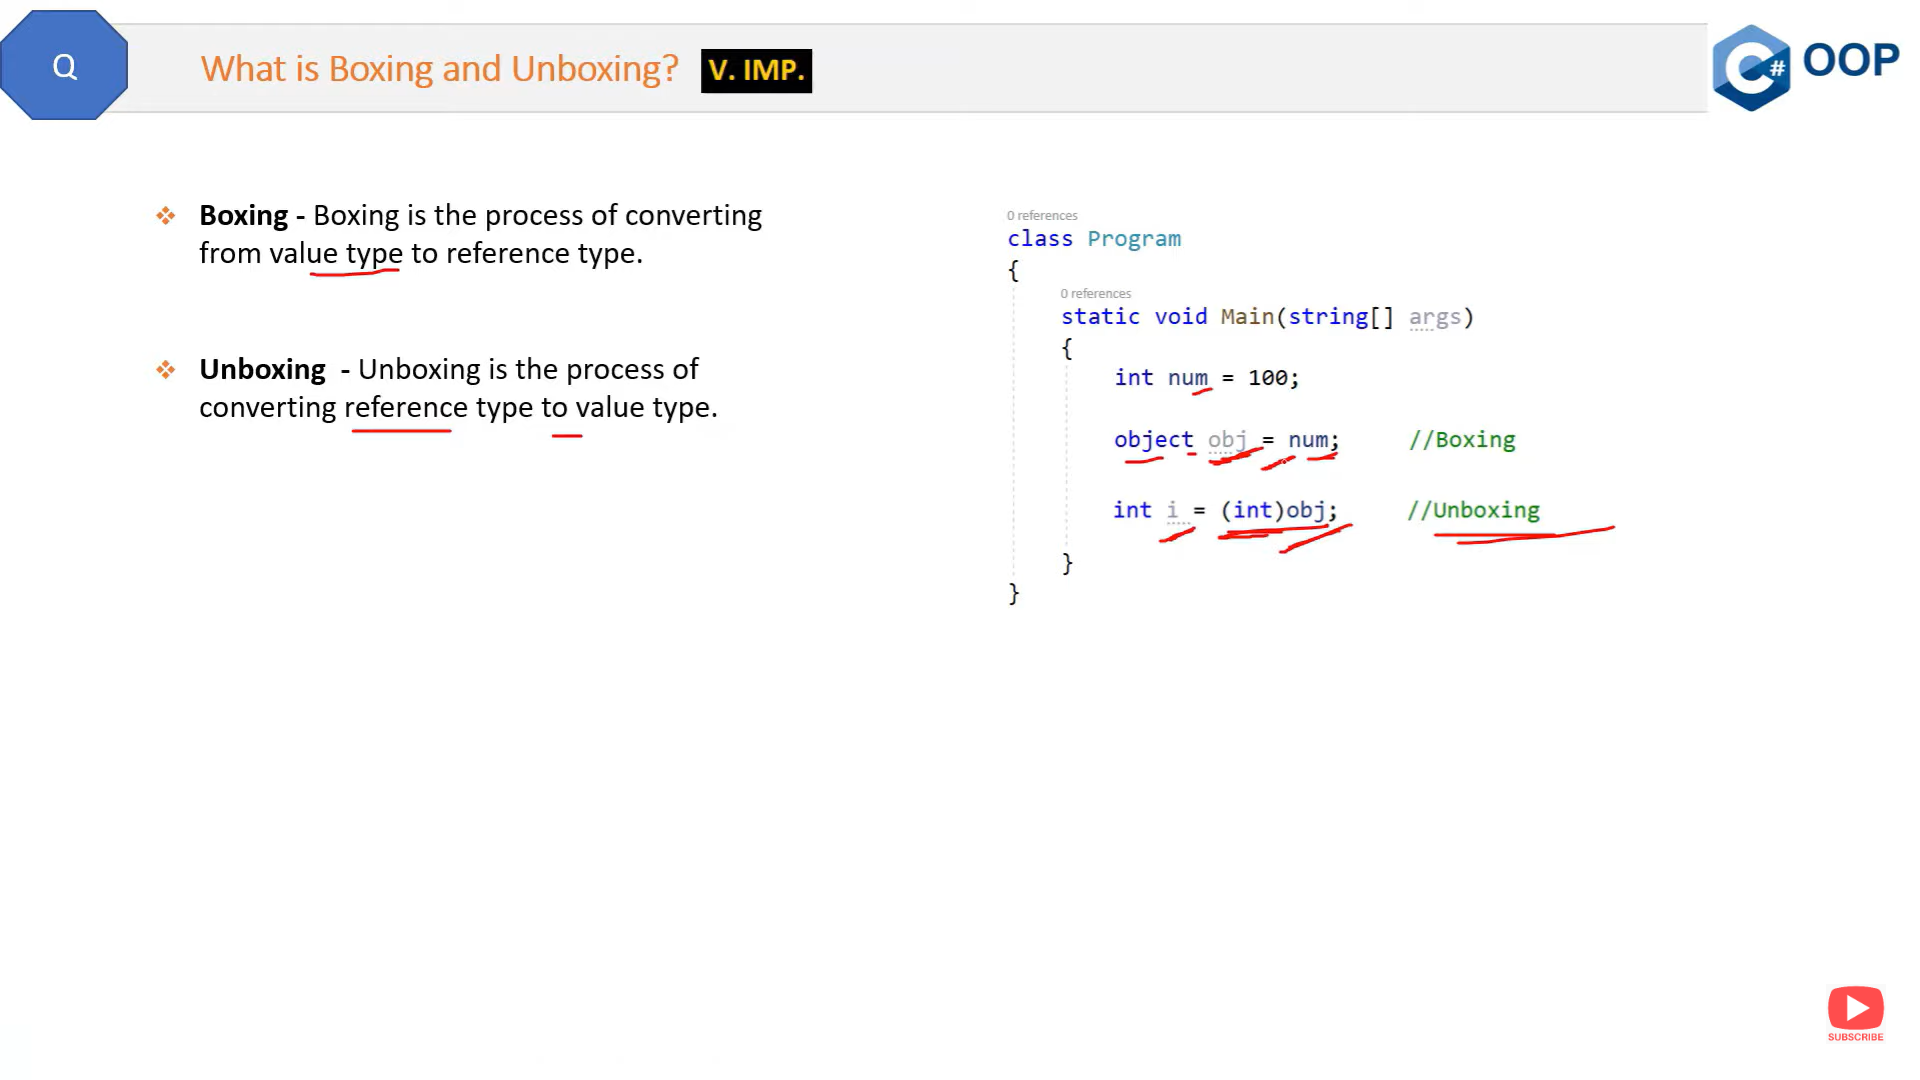 Q
What is Boxing and Unboxing?
V. IMP.
C# OOP
Boxing - Boxing is the process of converting
from value type to reference type.
Unboxing - Unboxing is the process of
converting reference type to value type.
0 references
class Program
{
0 references
static void Main(string[] args)
{
int num = 100;
object obj = num; //Boxing
int i = (int)obj; //Unboxing
}
}
SUBSCRIBE